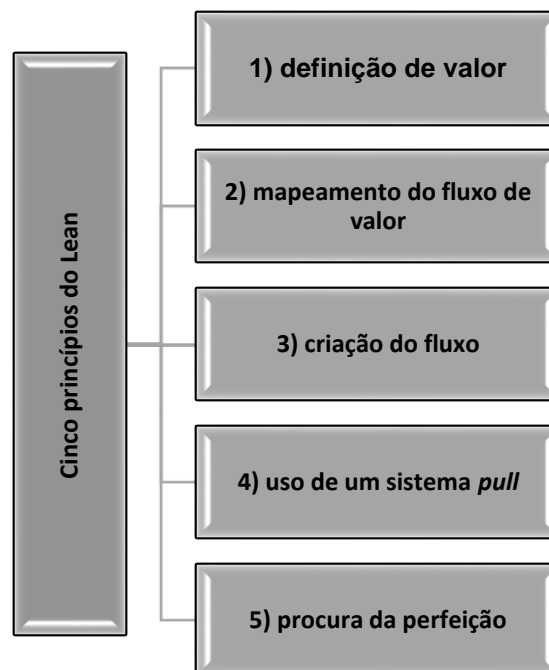 Cinco princípios do Lean
1) definição de valor
2) mapeamento do fluxo de
valor
3) criação do fluxo
4) uso de um sistema pull
5) procura da perfeição